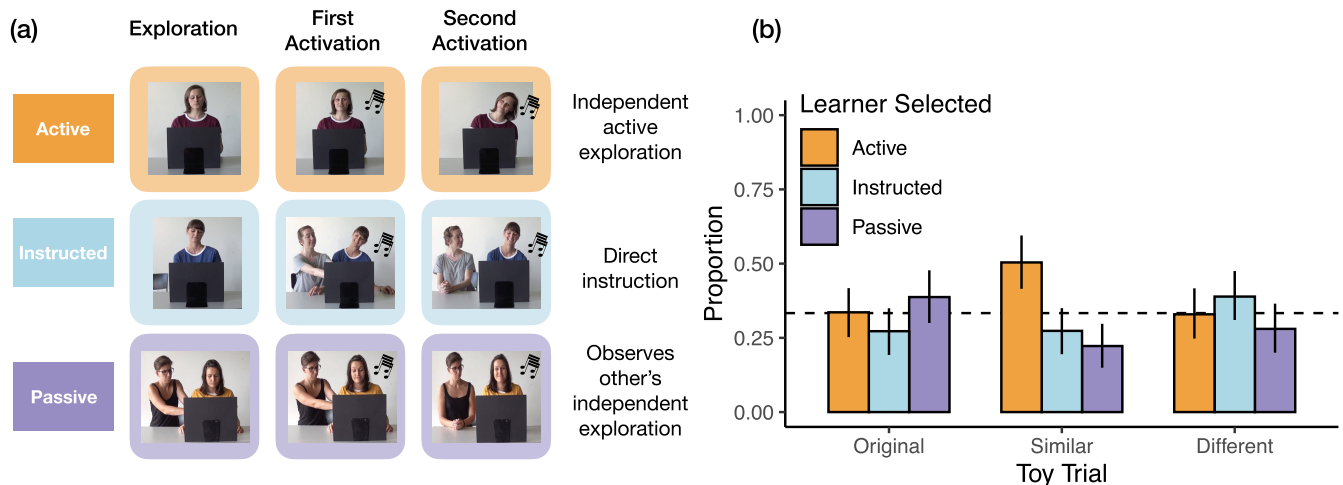 (a)
Exploration
First
Activation
Second
Activation
Active
Independent
active
exploration
Instructed
Direct
instruction
Passive
Observes
other's
independent
exploration
(b)
Learner Selected
Active
Instructed
Passive
1.00
0.75
0.50
0.25
0.00
Proportion
Original
Similar
Different
Toy Trial